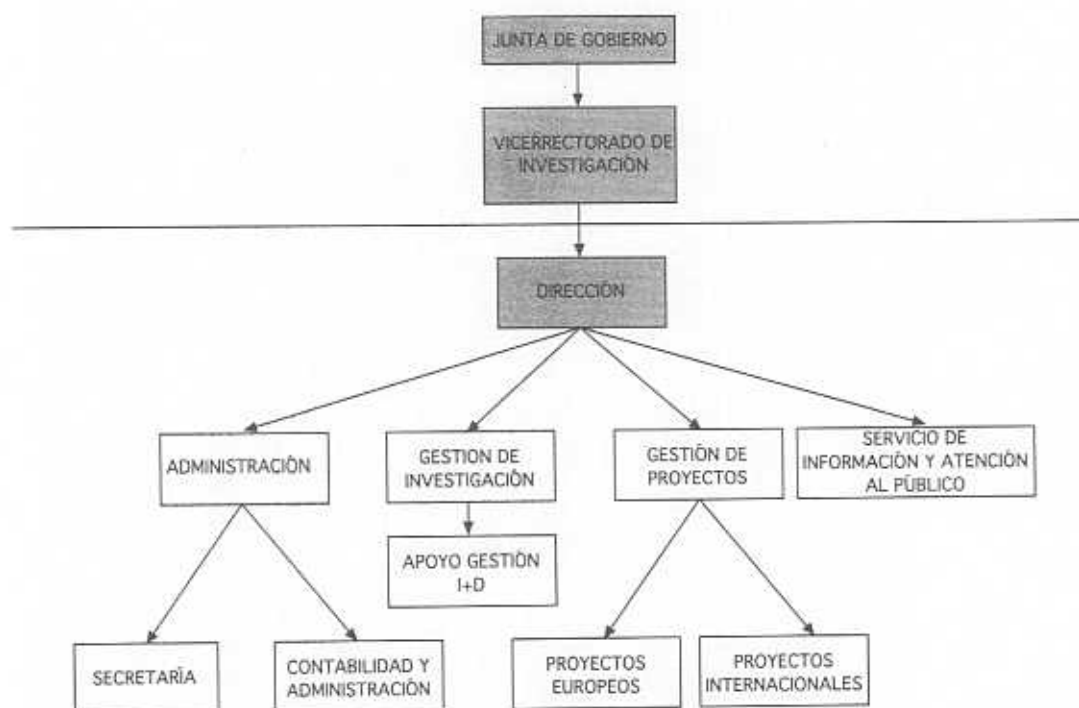 JUNTA DE GOBIERNO
VICERRECTORADO DE
INVESTIGACIÓN
DIRECCIÓN
ADMINISTRACIÓN
GESTION DE
INVESTIGACIÓN
GESTIÓN DE
PROYECTOS
SERVICIO DE
INFORMACIÓN Y ATENCIÓN
AL PÚBLICO
APOYO GESTIÓN
I+D
SECRETARÍA
CONTABILIDAD Y
ADMINISTRACIÓN
PROYECTOS
EUROPEOS
PROYECTOS
INTERNACIONALES